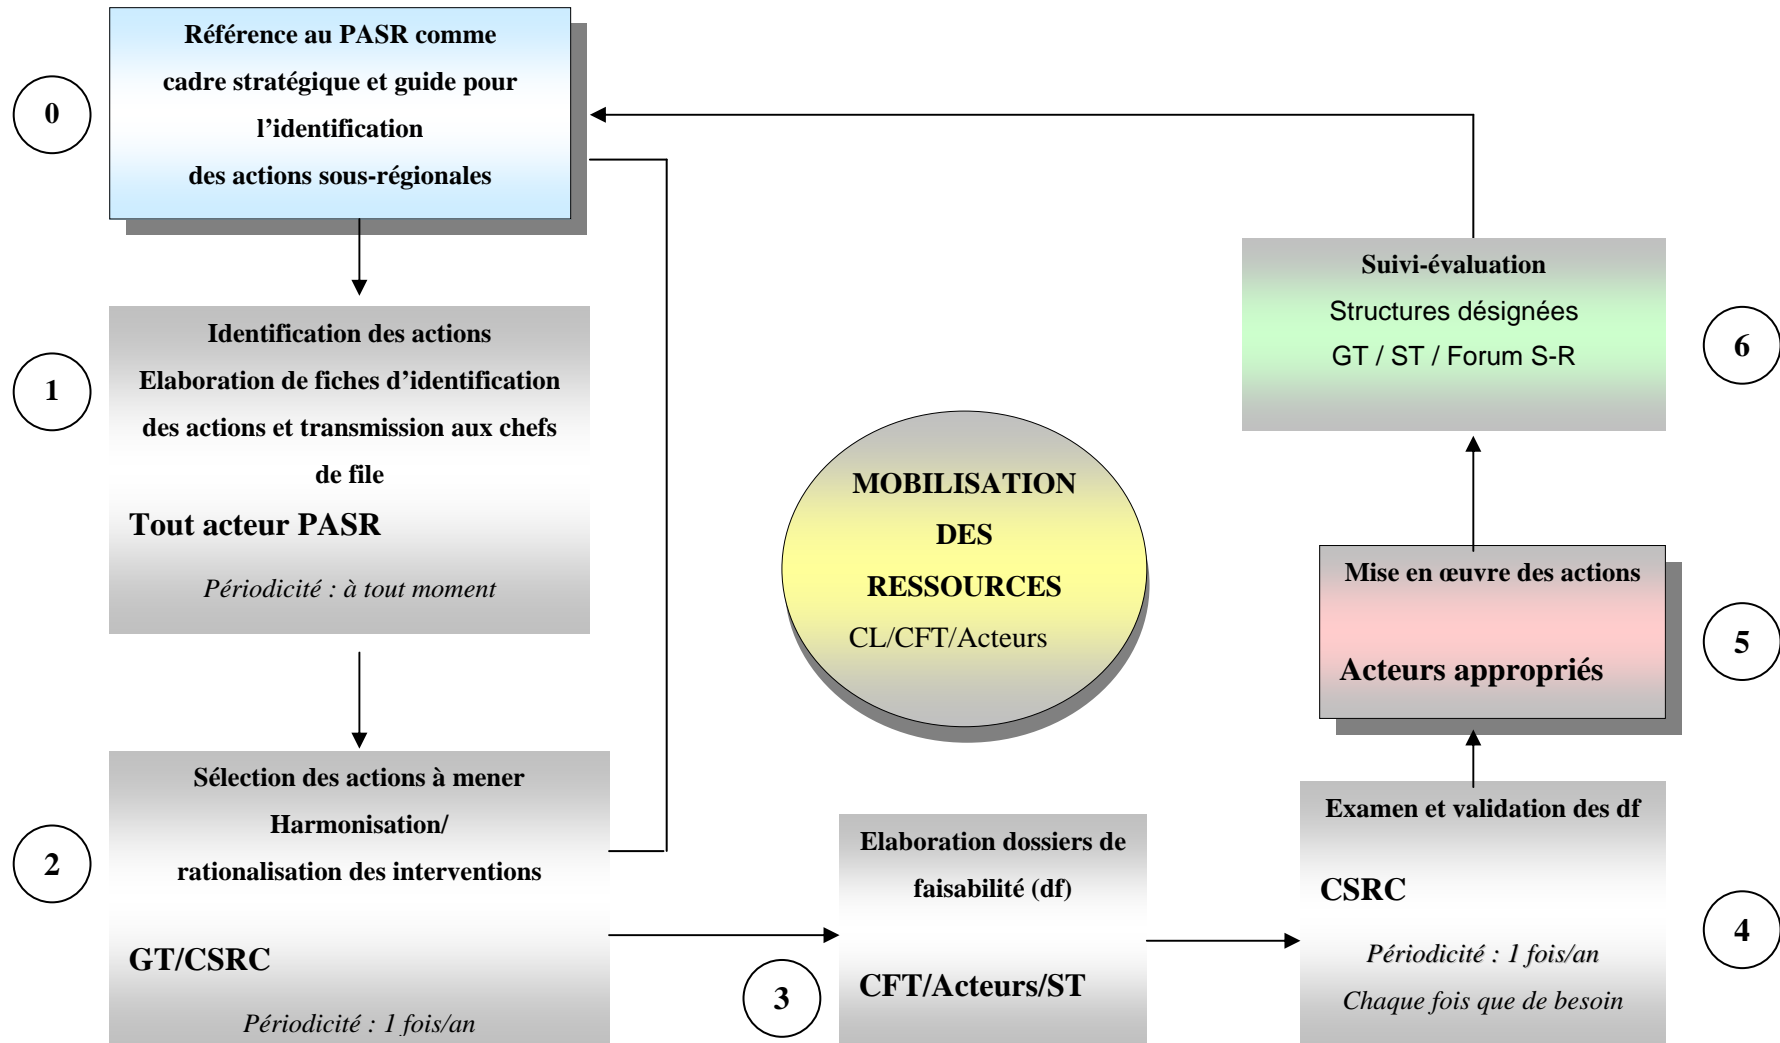 0
Référence au PASR comme
cadre stratégique et guide pour
l’identification
des actions sous-régionales
1
Identification des actions
Elaboration de fiches d’identification
des actions et transmission aux chefs
de file
Tout acteur PASR
Périodicité : à tout moment
2
Sélection des actions à mener
Harmonisation/
rationalisation des interventions
GT/CSRC
Périodicité : 1 fois/an
MOBILISATION
DES
RESSOURCES
CL/CFT/Acteurs
3
Elaboration dossiers de
faisabilité (df)
CFT/Acteurs/ST
Examen et validation des df
CSRC
Périodicité : 1 fois/an
Chaque fois que de besoin
4
Mise en œuvre des actions
Acteurs appropriés
5
Suivi-évaluation
Structures désignées
GT / ST / Forum S-R
6